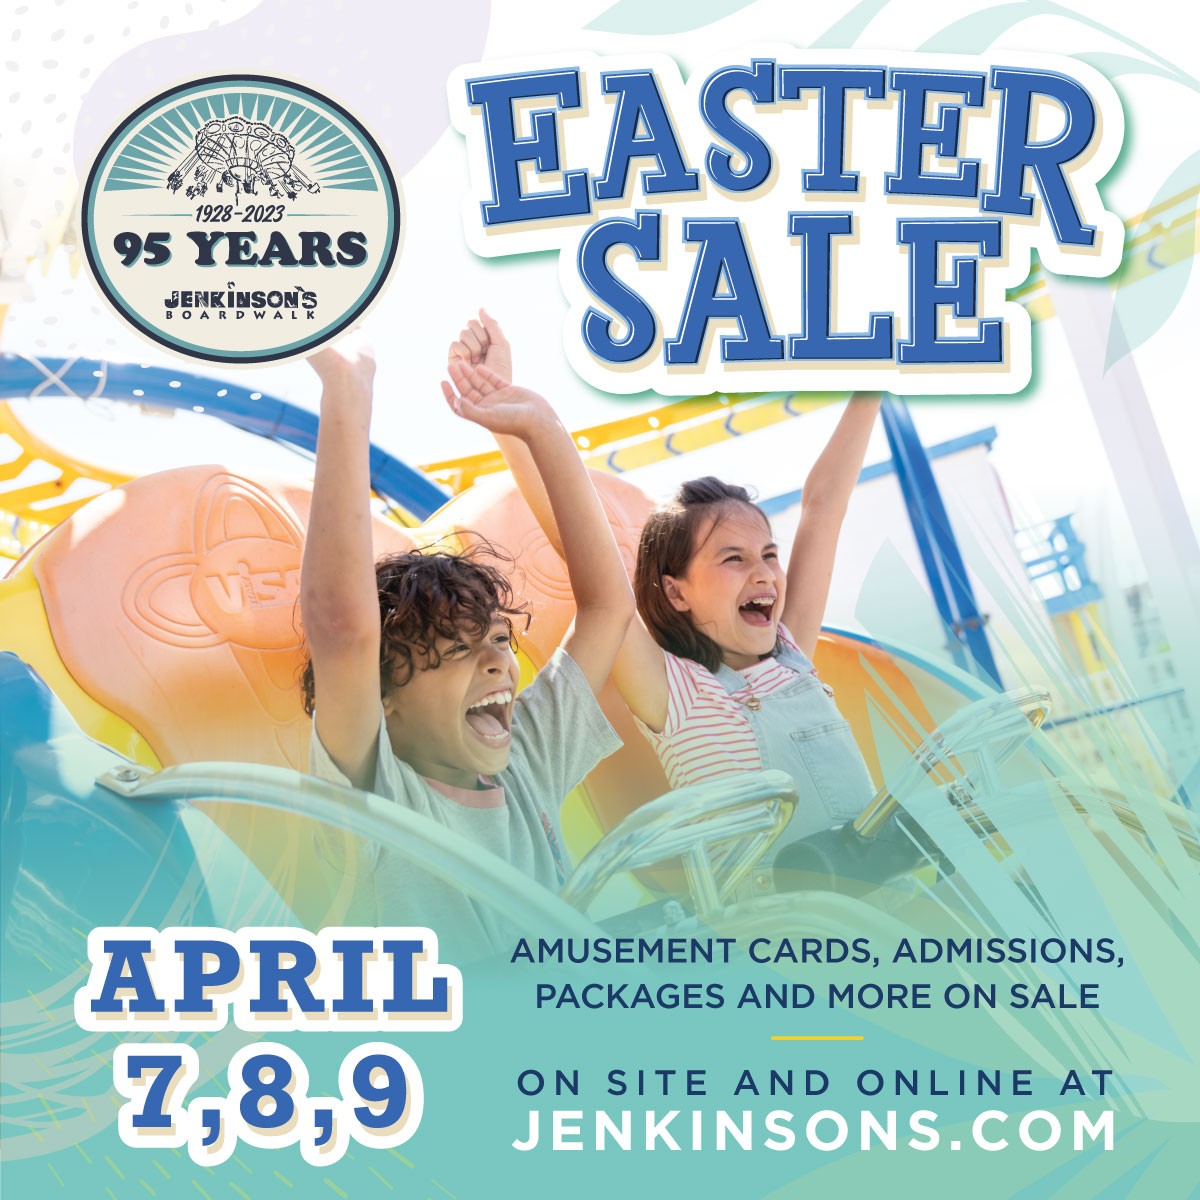 1928-2023
95 YEARS
JENKINSON'S
BOARDWALK
EASTER
SALE
VISA
APRIL
7,8,9
AMUSEMENT CARDS, ADMISSIONS,
PACKAGES AND MORE ON SALE
ON SITE AND ONLINE AT
JENKINSONS.COM